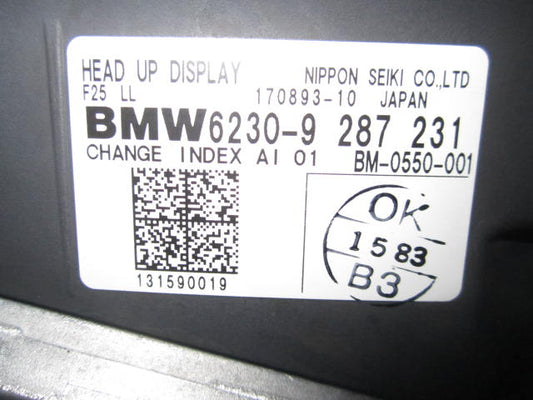 HEAD UP DISPLAY NIPPON SEIKI CO.,LTD
F25 LL 170893-10 JAPAN
BMW6230-9 287 231
CHANGE INDEX AI 01 BM-0550-001
131590019
OK
1583
B3